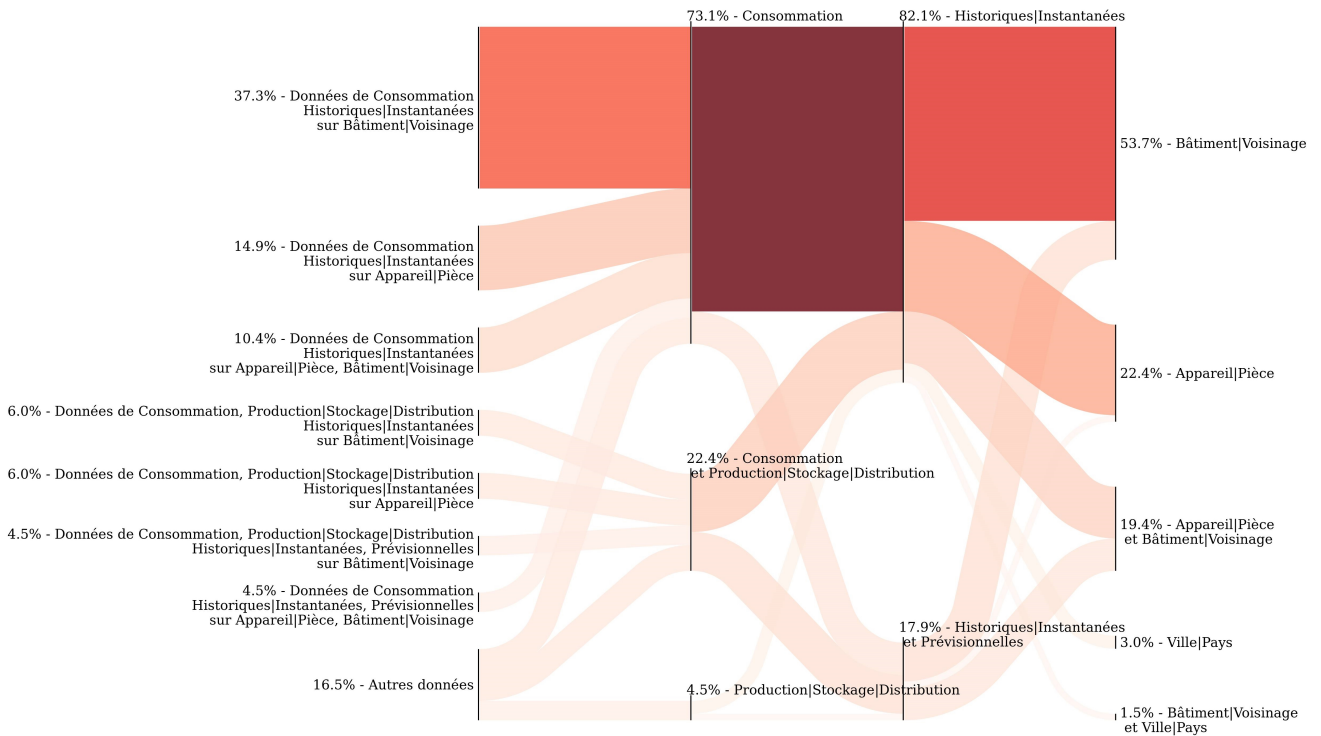 73.1% - Consommation
82.1% - Historiques|Instantanées
37.3% - Données de Consommation
Historiques|Instantanées
sur Bâtiment|Voisinage
53.7% - Bâtiment|Voisinage
14.9% - Données de Consommation
Historiques|Instantanées
sur Appareil|Pièce
10.4% - Données de Consommation
Historiques|Instantanées
sur Appareil|Pièce, Bâtiment|Voisinage
22.4% - Appareil|Pièce
6.0% - Données de Consommation, Production|Stockage|Distribution
Historiques|Instantanées
sur Bâtiment|Voisinage
22.4% - Consommation
et Production|Stockage|Distribution
6.0% - Données de Consommation, Production|Stockage|Distribution
Historiques|Instantanées
sur Appareil|Pièce
19.4% - Appareil|Pièce
et Bâtiment|Voisinage
4.5% - Données de Consommation, Production|Stockage|Distribution
Historiques|Instantanées, Prévisionnelles
sur Bâtiment|Voisinage
4.5% - Données de Consommation
Historiques|Instantanées, Prévisionnelles
sur Appareil|Pièce, Bâtiment|Voisinage
17.9% - Historiques|Instantanées
et Prévisionnelles
3.0% - Ville|Pays
16.5% - Autres données
4.5% - Production|Stockage|Distribution
1.5% - Bâtiment|Voisinage
et Ville|Pays